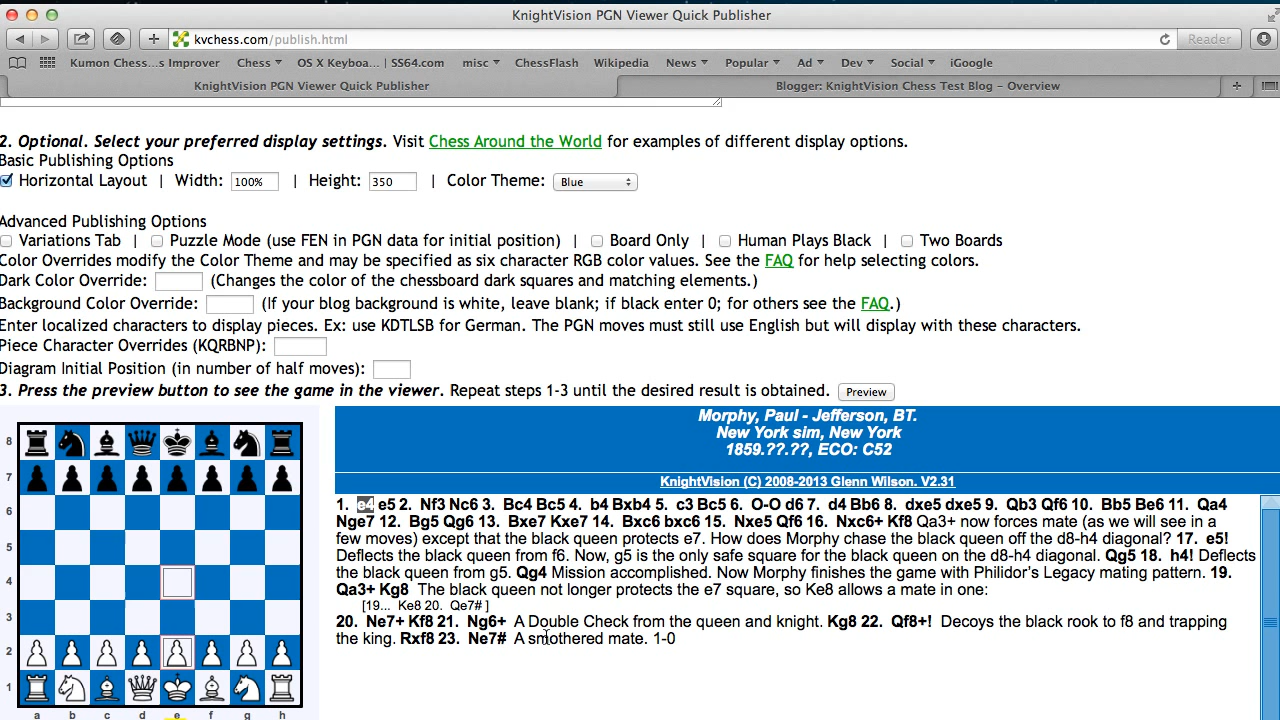 KnightVision PGN Viewer Quick Publisher
kvchess.com/publish.html
Reader
Kumon Chess...s Improver Chess OS X Keyboa... | SS64.com misc ChessFlash Wikipedia News Popular Ad Dev Social iGoogle
KnightVision PGN Viewer Quick Publisher Blogger: KnightVision Chess Test Blog – Overview
2. Optional. Select your preferred display settings. Visit Chess Around the World for examples of different display options.
Basic Publishing Options
Horizontal Layout | Width: 100% | Height: 350 | Color Theme: Blue
Advanced Publishing Options
Variations Tab | Puzzle Mode (use FEN in PGN data for initial position) | Board Only | Human Plays Black | Two Boards
Color Overrides modify the Color Theme and may be specified as six character RGB color values. See the FAQ for help selecting colors.
Dark Color Override: (Changes the color of the chessboard dark squares and matching elements.)
Background Color Override: (If your blog background is white, leave blank; if black enter 0; for others see the FAQ.)
Enter localized characters to display pieces. Ex: use KDTLSB for German. The PGN moves must still use English but will display with these characters.
Piece Character Overrides (KQRBNP):
Diagram Initial Position (in number of half moves):
3. Press the preview button to see the game in the viewer. Repeat steps 1-3 until the desired result is obtained. Preview
Morphy, Paul - Jefferson, BT.
New York sim, New York
1859.??.??, ECO: C52
KnightVision (C) 2008-2013 Glenn Wilson. V2.31
1. e4 e5 2. Nf3 Nc6 3. Bc4 Bc5 4. b4 Bxb4 5. c3 Bc5 6. O-O d6 7. d4 Bb6 8. dxe5 dxe5 9. Qb3 Qf6 10. Bb5 Be6 11. Qa4
Nge7 12. Bg5 Qg6 13. Bxe7 Kxe7 14. Bxc6 bxc6 15. Nxe5 Qf6 16. Nxc6+ Kf8 Qa3+ now forces mate (as we will see in a
few moves) except that the black queen protects e7. How does Morphy chase the black queen off the d8-h4 diagonal? 17. e5!
Deflects the black queen from f6. Now, g5 is the only safe square for the black queen on the d8-h4 diagonal. Qg5 18. h4! Deflects
the black queen from g5. Qg4 Mission accomplished. Now Morphy finishes the game with Philidor's Legacy mating pattern. 19.
Qa3+ Kg8 The black queen not longer protects the e7 square, so Ke8 allows a mate in one:
[19... Ke8 20. Qe7# ]
20. Ne7+ Kf8 21. Ng6+ A Double Check from the queen and knight. Kg8 22. Qf8+! Decoys the black rook to f8 and trapping
the king. Rxf8 23. Ne7# A smothered mate. 1-0
8
7
6
5
4
3
2
1
a b c d e f g h